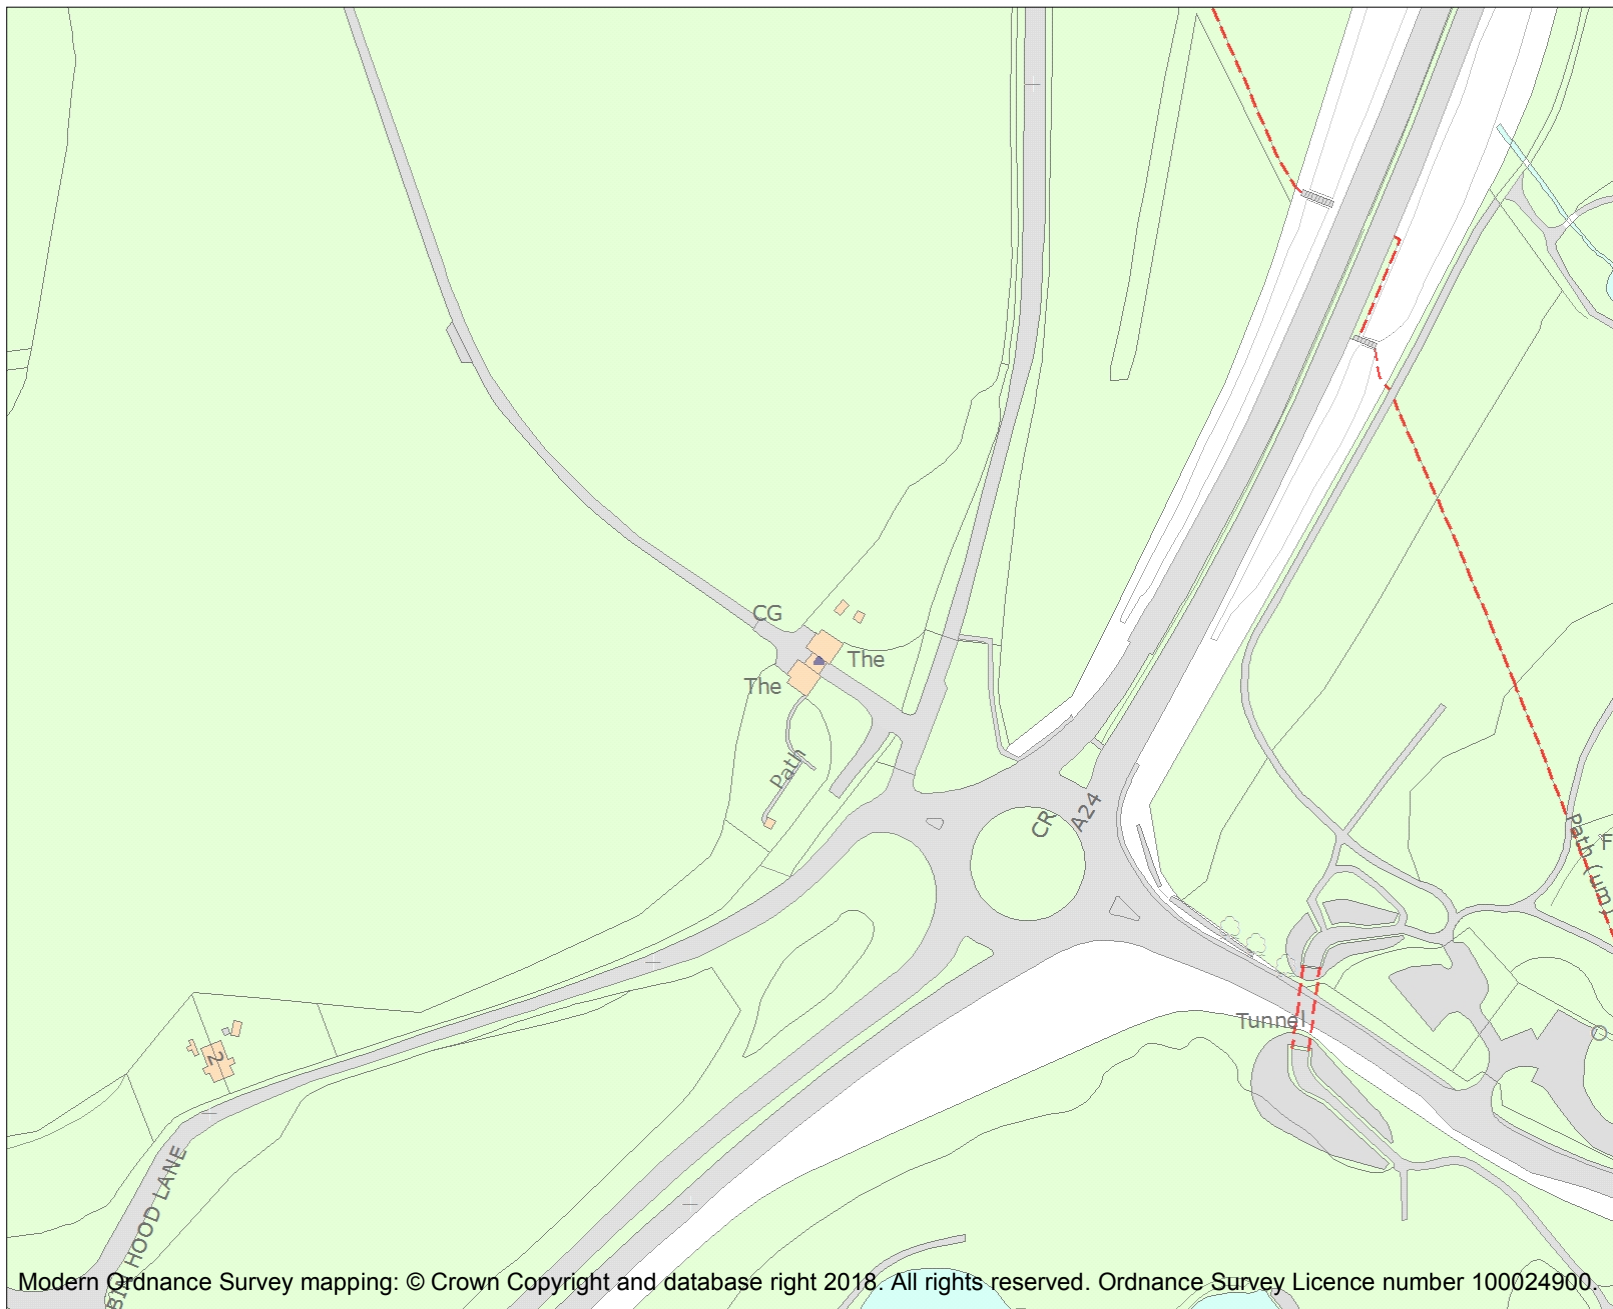 CG
The
The
Path
CR
A24
Path (um)
F
Tunnel
2
BIN HOOD LANE
Modern Ordnance Survey mapping: © Crown Copyright and database right 2018. All rights reserved. Ordnance Survey Licence number 100024900.